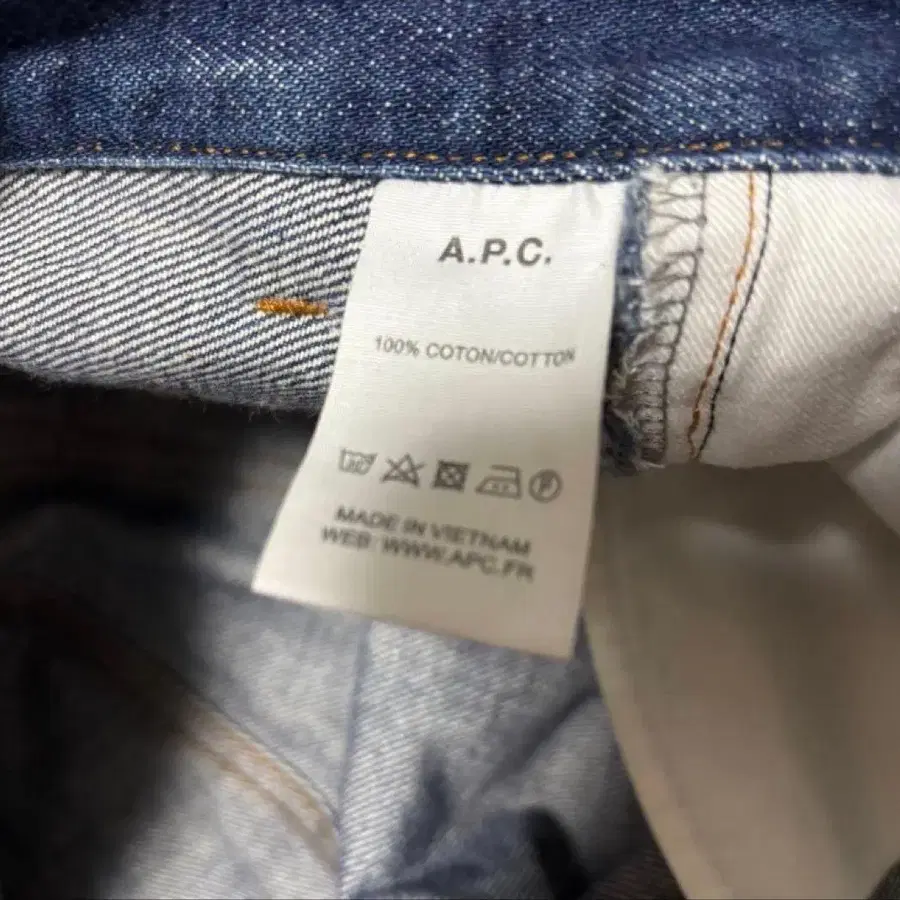 A.P.C.
100% COTON/COTTON
MADE IN VIETNAM
WEB: WWW.APC.FR